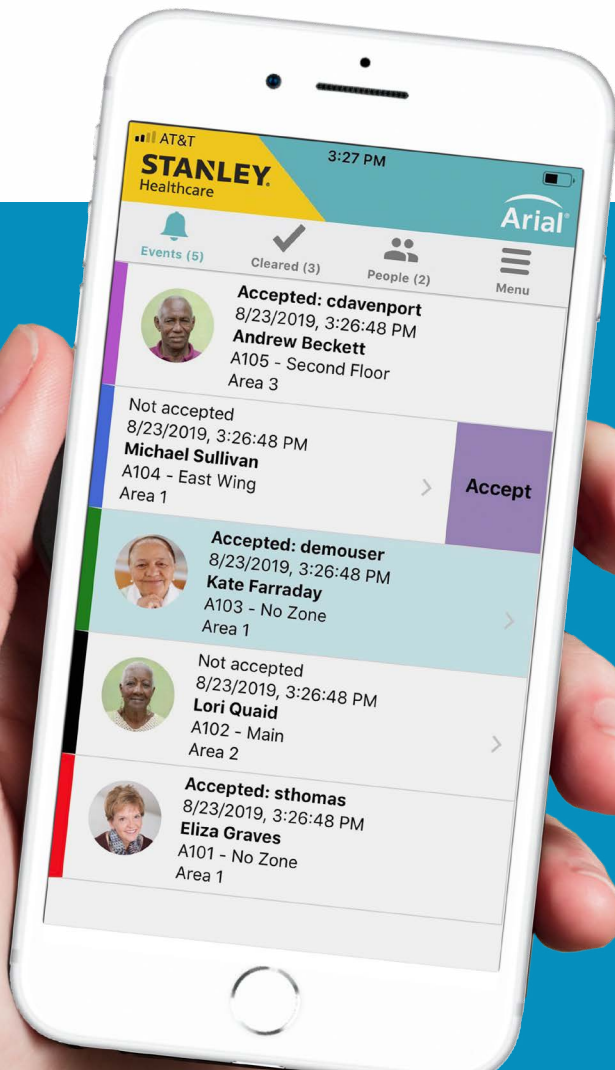 AT&T
3:27 PM
STANLEY®
Healthcare
Arial®
Events (5)
Cleared (3)
People (2)
Menu
Accepted: cdavenport
8/23/2019, 3:26:48 PM
Andrew Beckett
A105 - Second Floor
Area 3
Not accepted
8/23/2019, 3:26:48 PM
Michael Sullivan
A104 - East Wing
Area 1
Accept
Accepted: demouser
8/23/2019, 3:26:48 PM
Kate Farraday
A103 - No Zone
Area 1
Not accepted
8/23/2019, 3:26:48 PM
Lori Quaid
A102 - Main
Area 2
Accepted: sthomas
8/23/2019, 3:26:48 PM
Eliza Graves
A101 - No Zone
Area 1